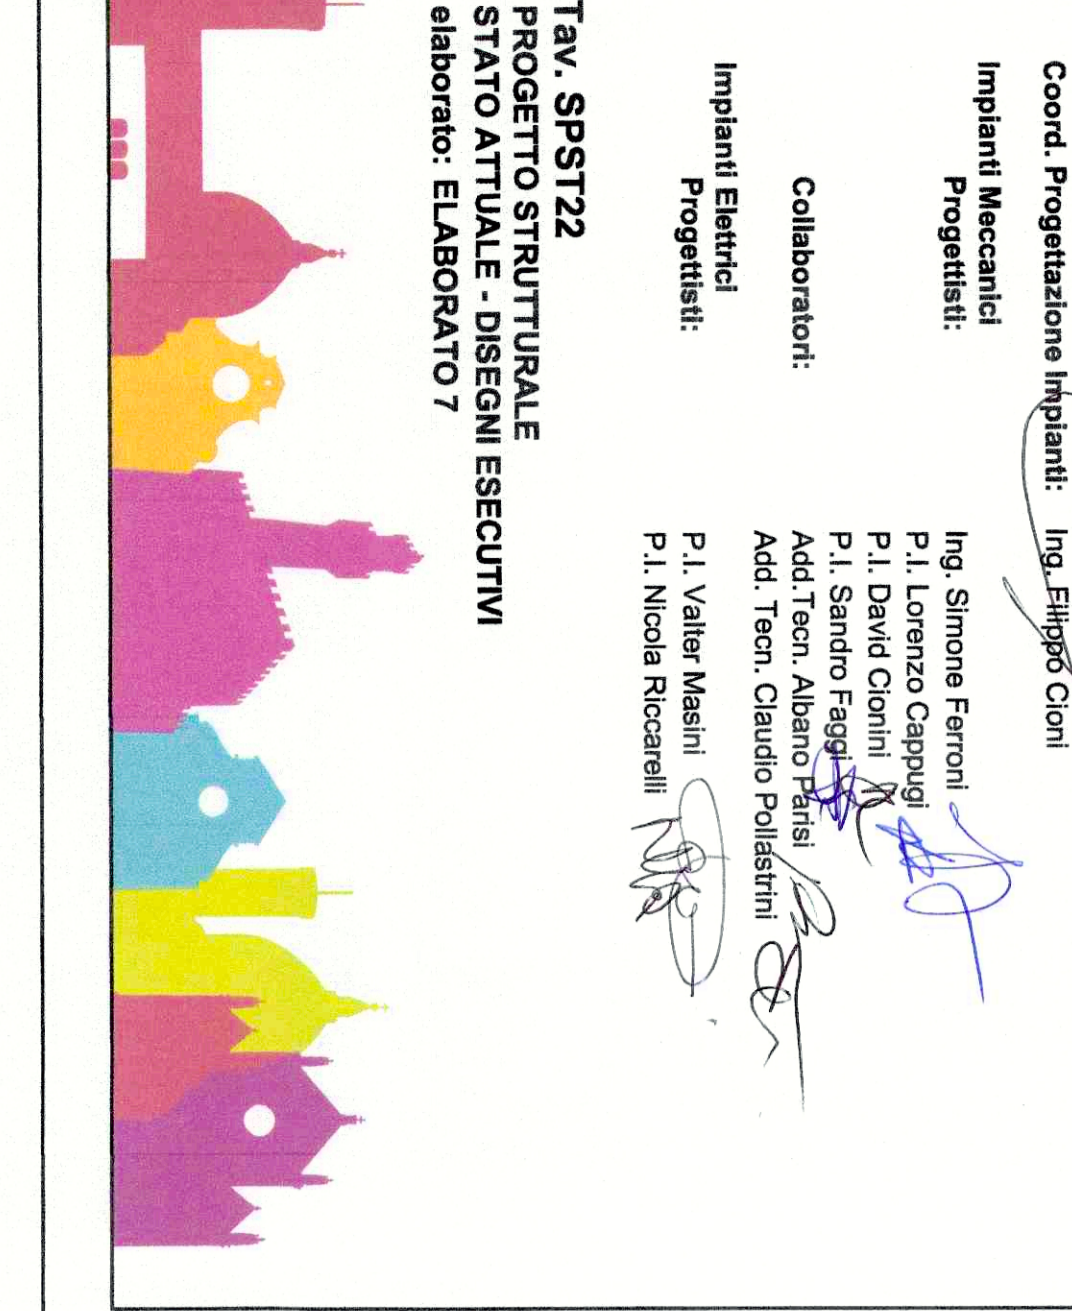 Coord. Progettazione Impianti: Ing. Filippo Cioni
Impianti Meccanici
Progettisti: Ing. Simone Ferroni
P.I. Lorenzo Cappugi
P.I. David Cionini
P.I. Sandro Faggi
Collaboratori: Add.Tecn. Albano Parisi
Add. Tecn. Claudio Pollastrini
Impianti Elettrici
Progettisti: P.I. Valter Masini
P.I. Nicola Riccarelli
Tav. SPST22
PROGETTO STRUTTURALE
STATO ATTUALE - DISEGNI ESECUTIVI
elaborato: ELABORATO 7